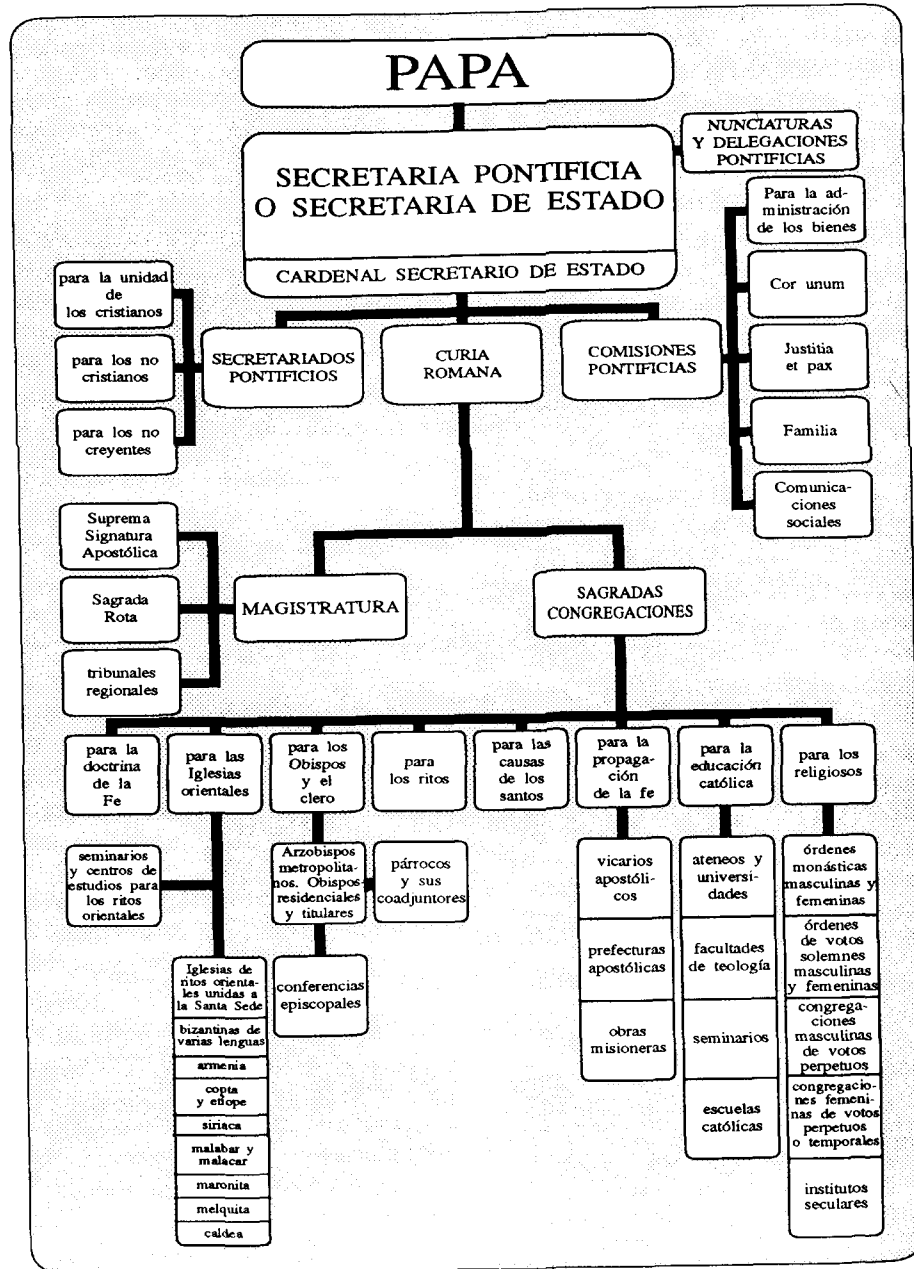 PAPA
SECRETARIA PONTIFICIA
O SECRETARIA DE ESTADO
CARDENAL SECRETARIO DE ESTADO
NUNCIATURAS
Y DELEGACIONES
PONTIFICIAS
para la unidad
de
los cristianos
para los no
cristianos
para los no
creyentes
SECRETARIADOS
PONTIFICIOS
CURIA
ROMANA
COMISIONES
PONTIFICIAS
Para la ad-
ministración
de los bienes
Cor unum
Justitia
et pax
Familia
Comunica-
ciones
sociales
Suprema
Signatura
Apostólica
Sagrada
Rota
tribunales
regionales
MAGISTRATURA
SAGRADAS
CONGREGACIONES
para la
doctrina
de la
Fe
para las
Iglesias
orientales
para los
Obispos
y el
clero
para
los ritos
para las
causas
de los
santos
para la
propaga-
ción
de la fe
para la
educación
católica
para los
religiosos
seminarios
y centros de
estudios para
los ritos
orientales
Iglesias de
ritos orienta-
les unidas a
la Santa Sede
bizantinas de
varias lenguas
armenia
copta
y etíope
siriaca
malabar y
malacar
maronita
melquita
caldea
Arzobispos
metropolita-
nos. Obispos
residenciales
y titulares
párrocos
y sus
coadjuntores
conferencias
episcopales
vicarios
apostóli-
cos
prefecturas
apostólicas
obras
misioneras
ateneos y
universi-
dades
facultades
de teología
seminarios
escuelas
católicas
órdenes
monásticas
masculinas y
femeninas
órdenes
de votos
solemnes
masculinas
y femeninas
congrega-
ciones
masculinas
de votos
perpetuos
congregacio-
nes femeni-
nas de votos
perpetuos
o temporales
institutos
seculares